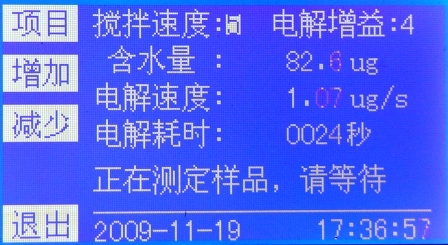 项目 搅拌速度: 电解增益:4
增加 含水量 : 82.6 ug
电解速度: 1.07 ug/s
减少 电解耗时: 0024秒
正在测定样品，请等待
退出 2009-11-19 17:36:57